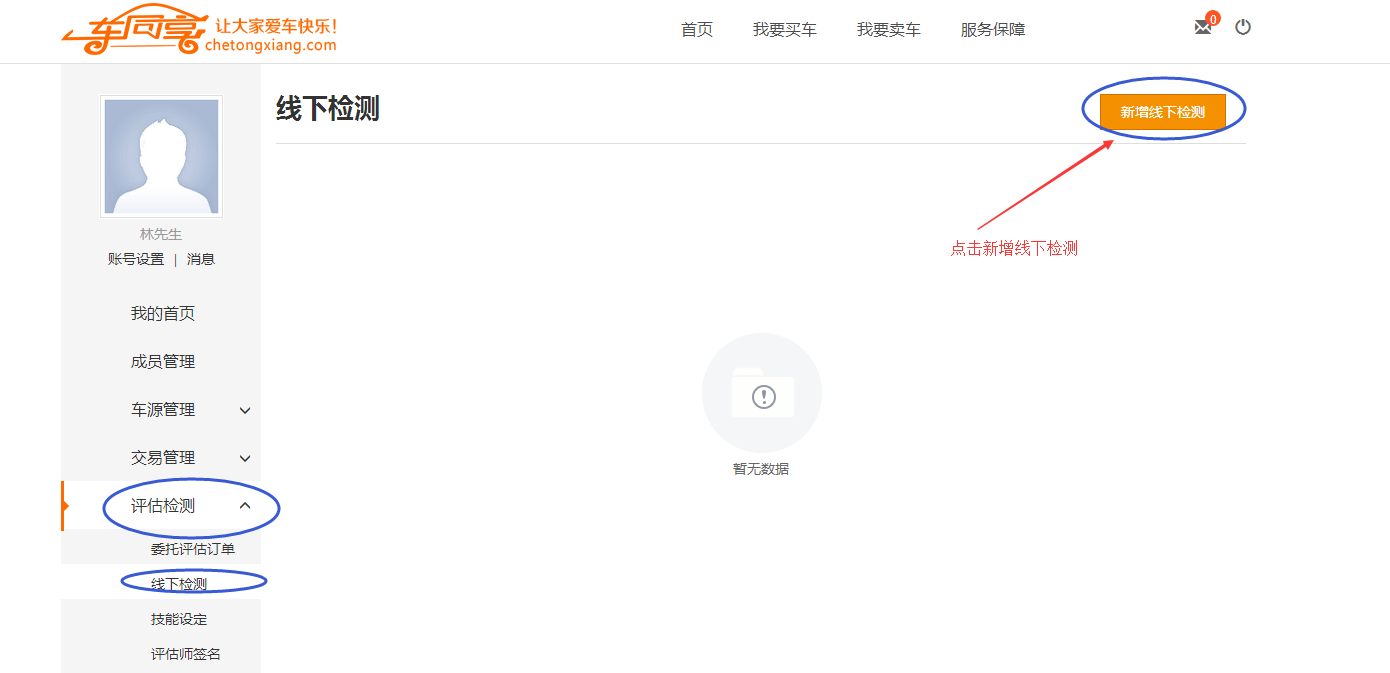 车同享
让大家爱车快乐!
chetongxiang.com
首页 我要买车 我要卖车 服务保障
0
线下检测
新增线下检测
林先生
账号设置 | 消息
点击新增线下检测
我的首页
成员管理
车源管理
交易管理
暂无数据
评估检测
委托评估订单
线下检测
技能设定
评估师签名